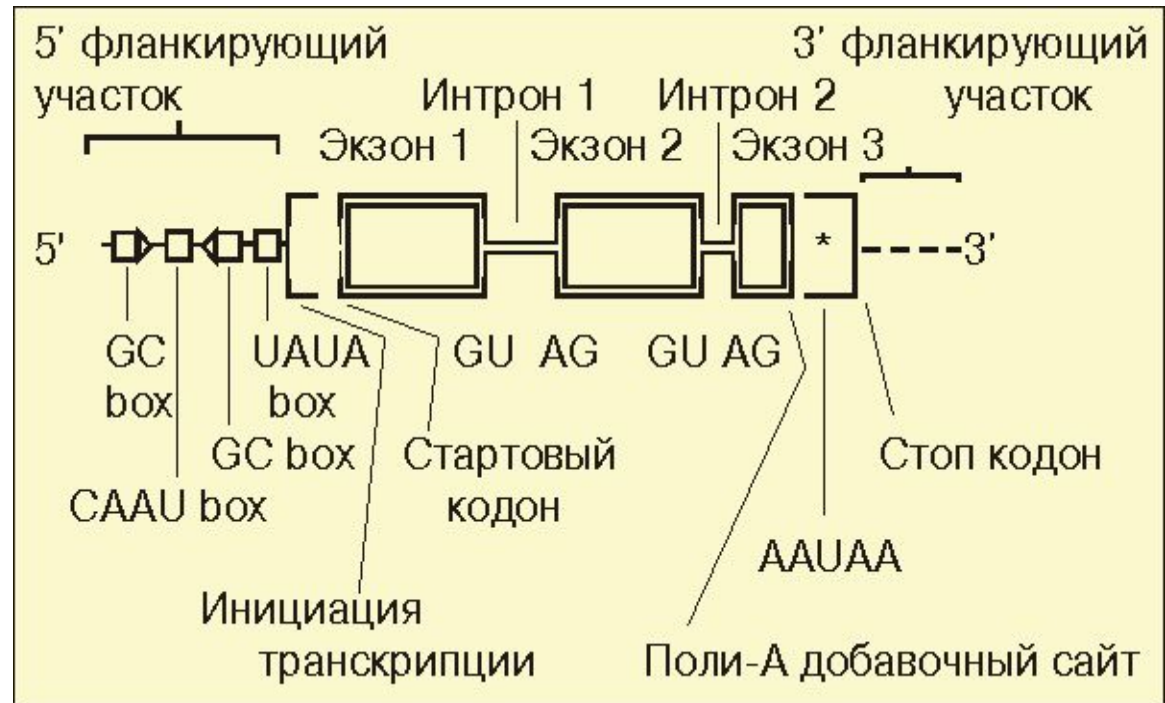 5' фланкирующий
участок
3' фланкирующий
участок
Интрон 1
Интрон 2
Экзон 1
Экзон 2
Экзон 3
5'
*
3'
GC
box
UAUA
box
GU AG
GU AG
GC box
CAAU box
Стартовый
кодон
Стоп кодон
AAUAA
Инициация
транскрипции
Поли-А добавочный сайт